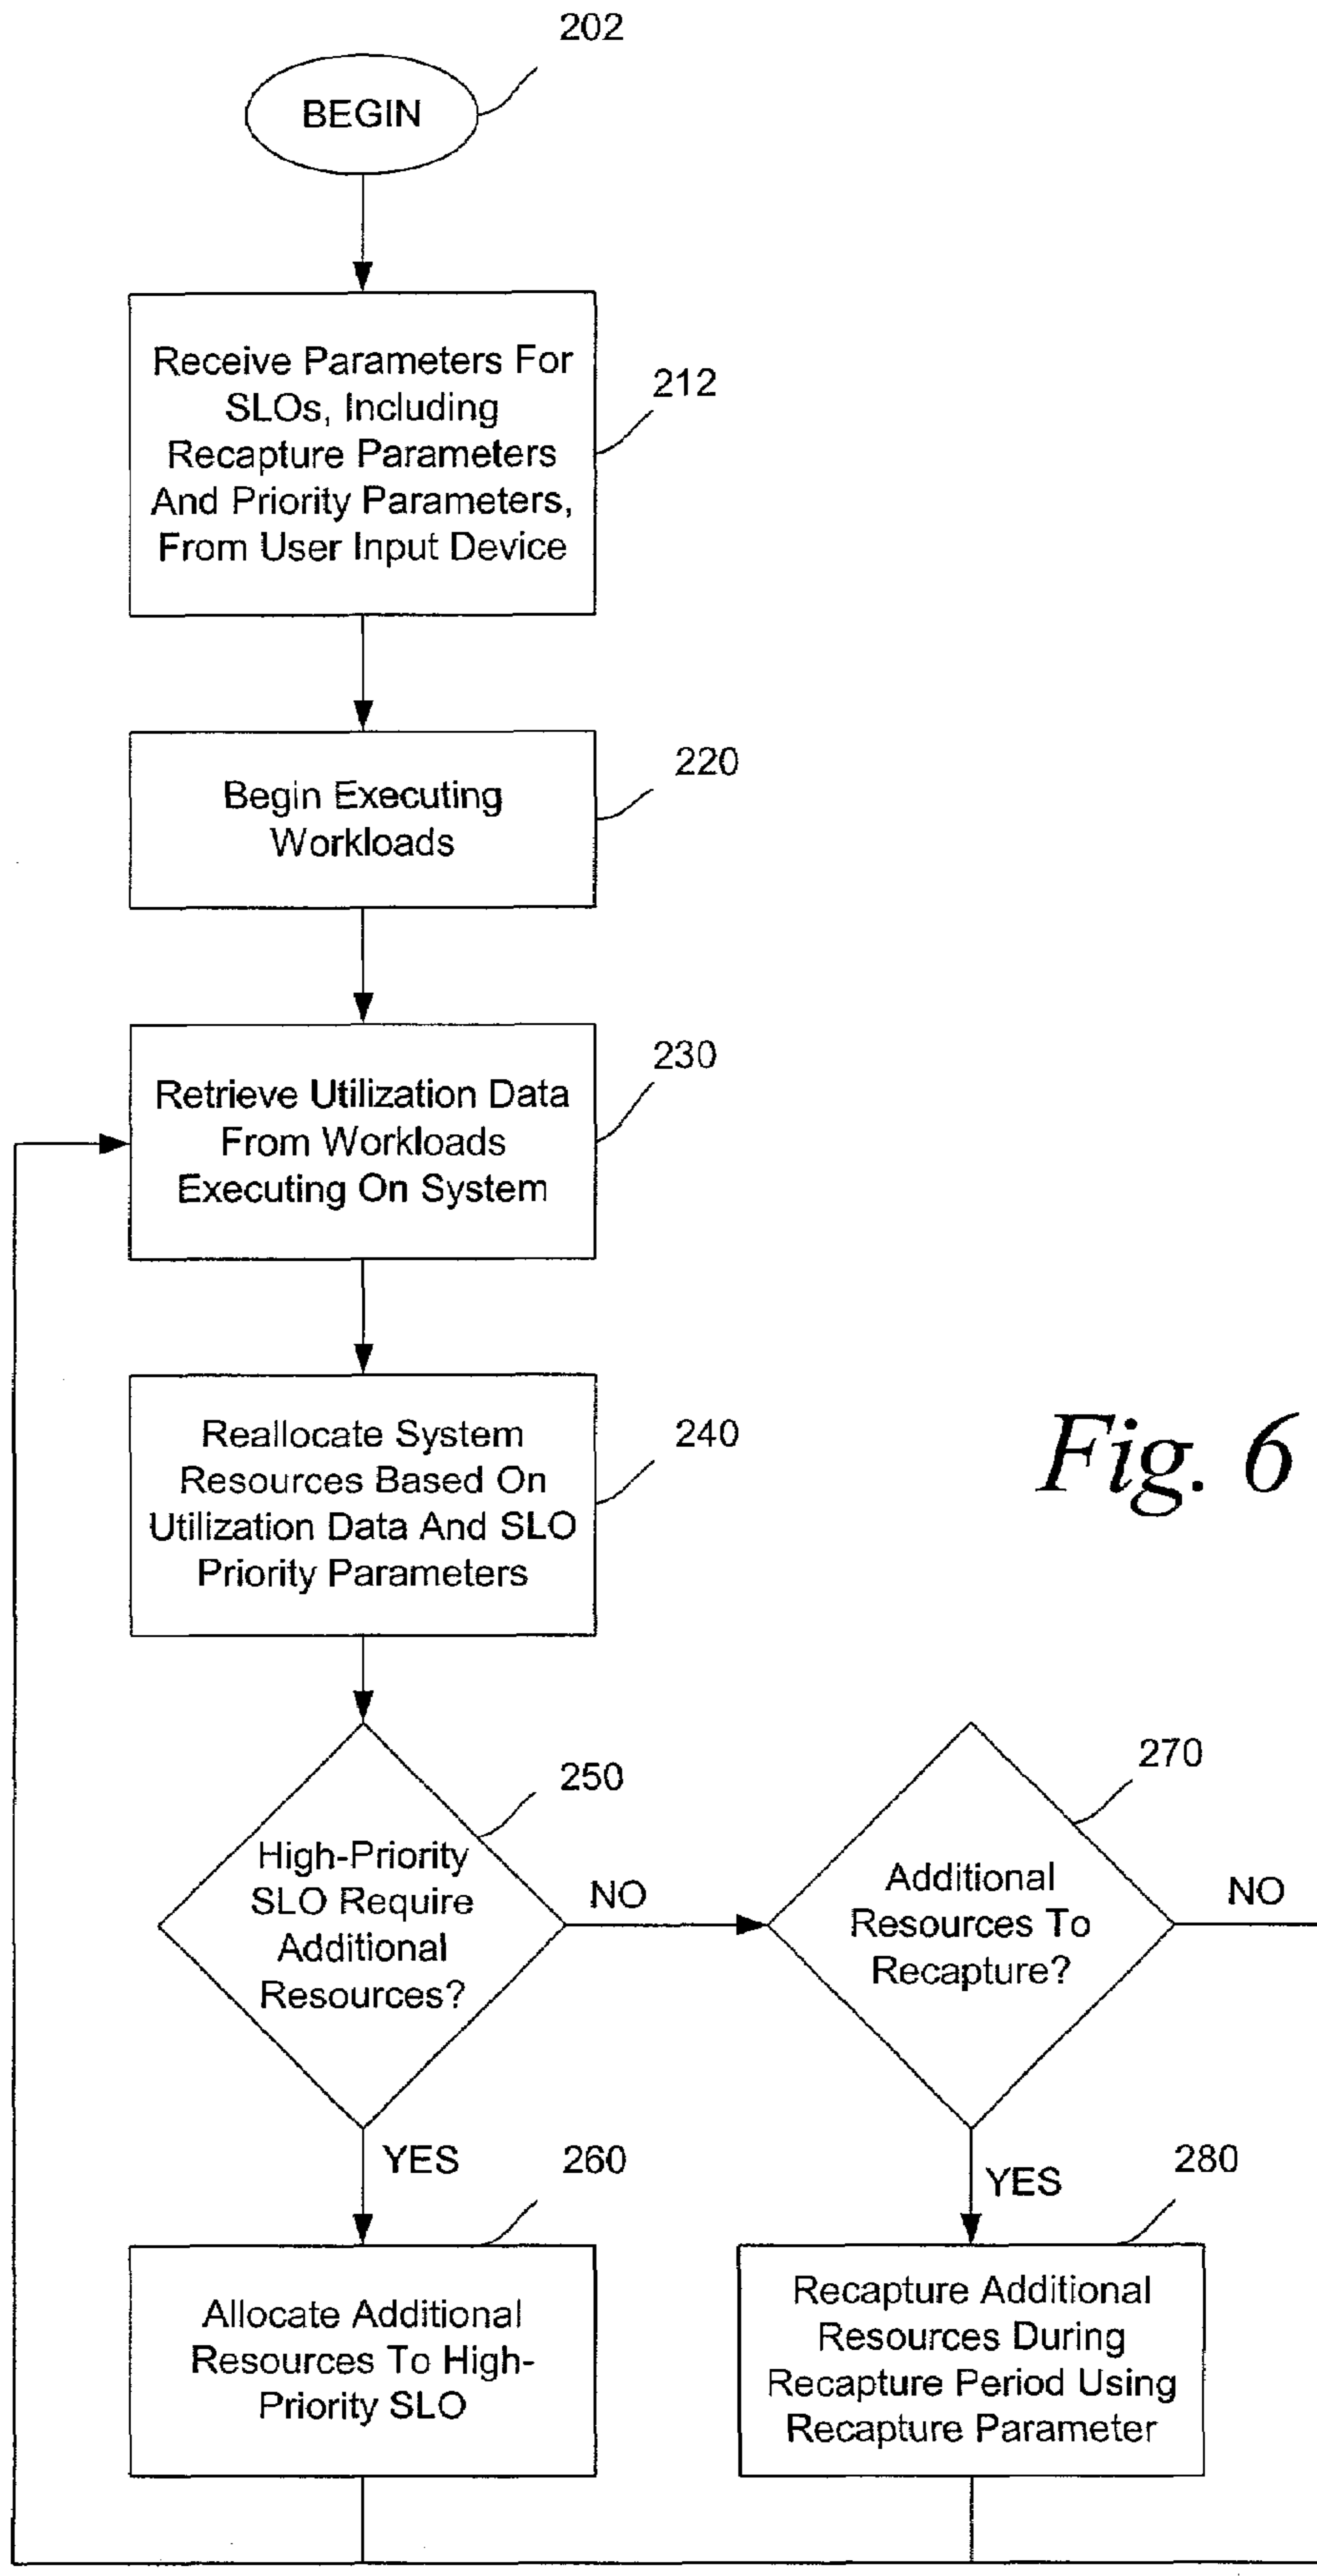 202
BEGIN
Receive Parameters For
SLOs, Including
Recapture Parameters
And Priority Parameters,
From User Input Device
212
Begin Executing
Workloads
220
Retrieve Utilization Data
From Workloads
Executing On System
230
Reallocate System
Resources Based On
Utilization Data And SLO
Priority Parameters
240
Fig. 6
High-Priority
SLO Require
Additional
Resources?
250
NO
Additional
Resources To
Recapture?
270
NO
YES
260
Allocate Additional
Resources To High-
Priority SLO
YES
280
Recapture Additional
Resources During
Recapture Period Using
Recapture Parameter